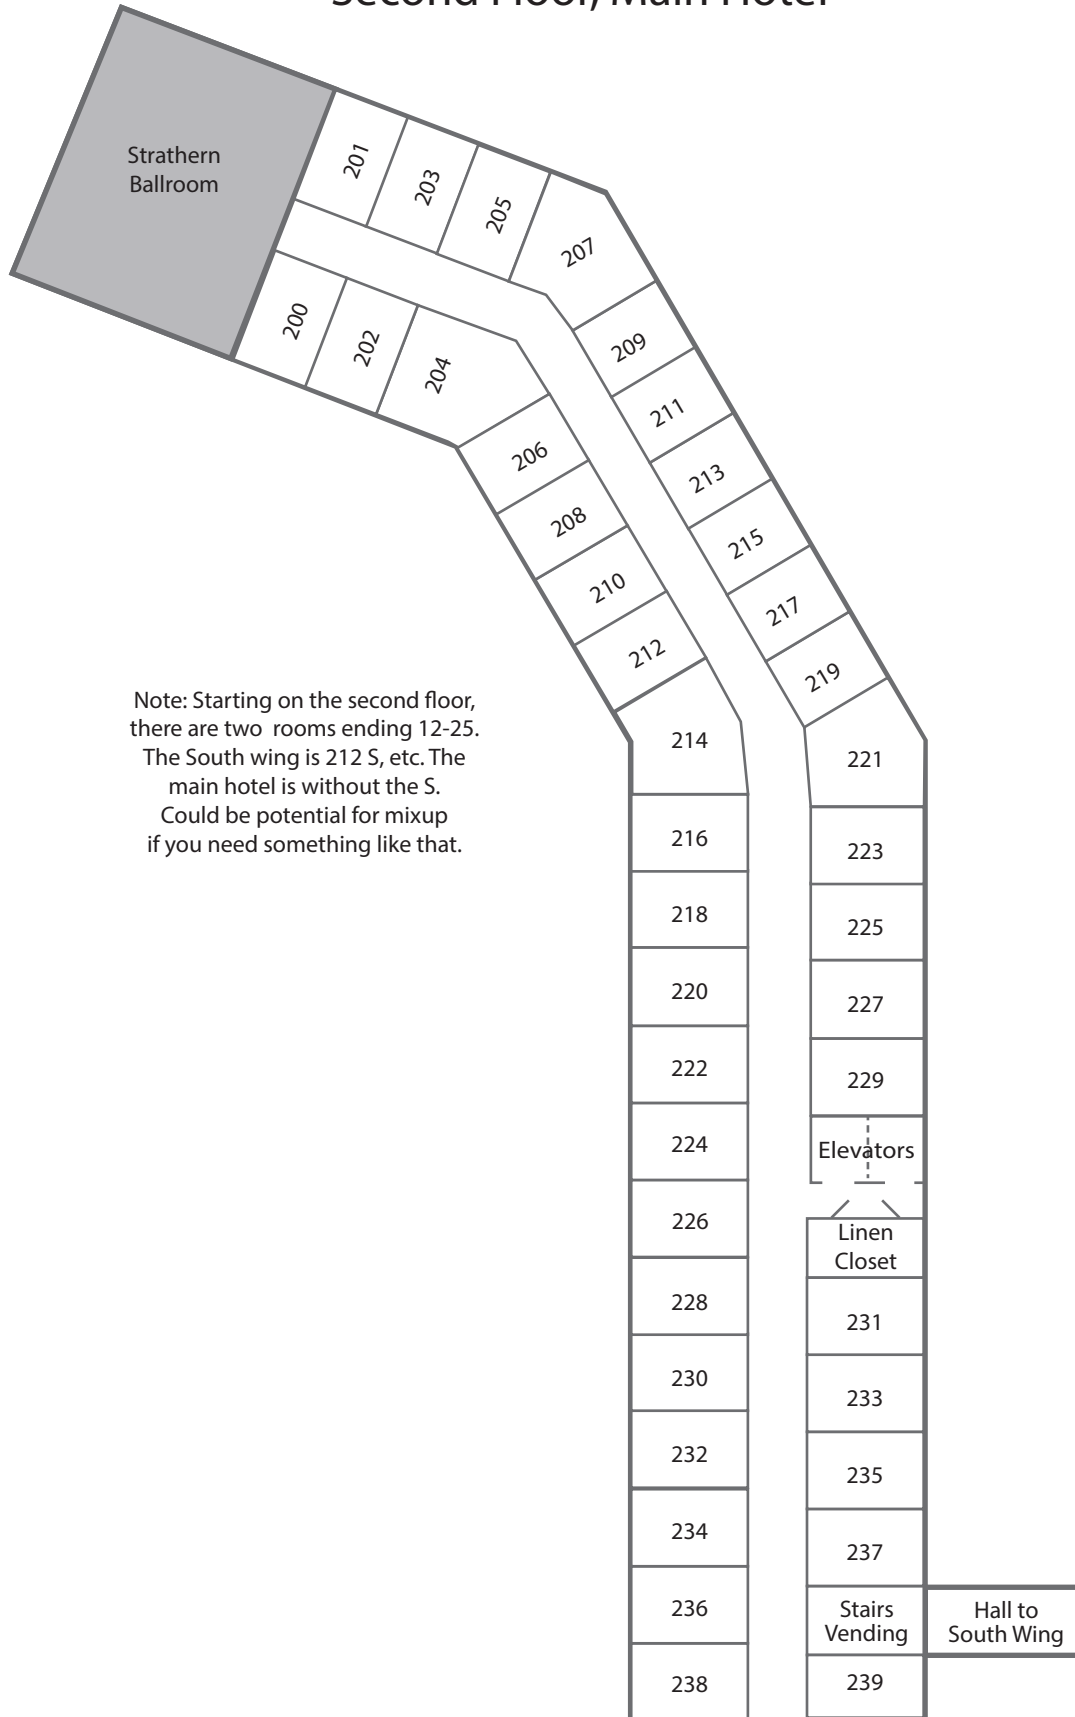 Second Floor, Main Hotel
Strathern
Ballroom
201
203
205
207
200
202
204
209
211
213
215
217
219
206
208
210
212
Note: Starting on the second floor,
there are two rooms ending 12-25.
The South wing is 212 S, etc. The
main hotel is without the S.
Could be potential for mixup
if you need something like that.
214
221
216
223
218
225
220
227
222
229
224
Elevators
226
Linen
Closet
228
231
230
233
232
235
234
237
236
Stairs
Vending
Hall to
South Wing
238
239